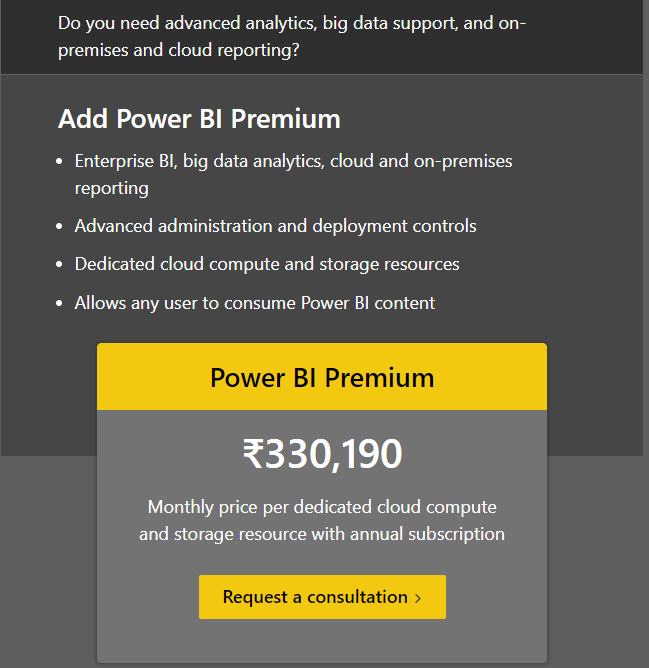 Do you need advanced analytics, big data support, and on-
premises and cloud reporting?
Add Power BI Premium
• Enterprise BI, big data analytics, cloud and on-premises
reporting
• Advanced administration and deployment controls
• Dedicated cloud compute and storage resources
• Allows any user to consume Power BI content
Power BI Premium
₹330,190
Monthly price per dedicated cloud compute
and storage resource with annual subscription
Request a consultation ›